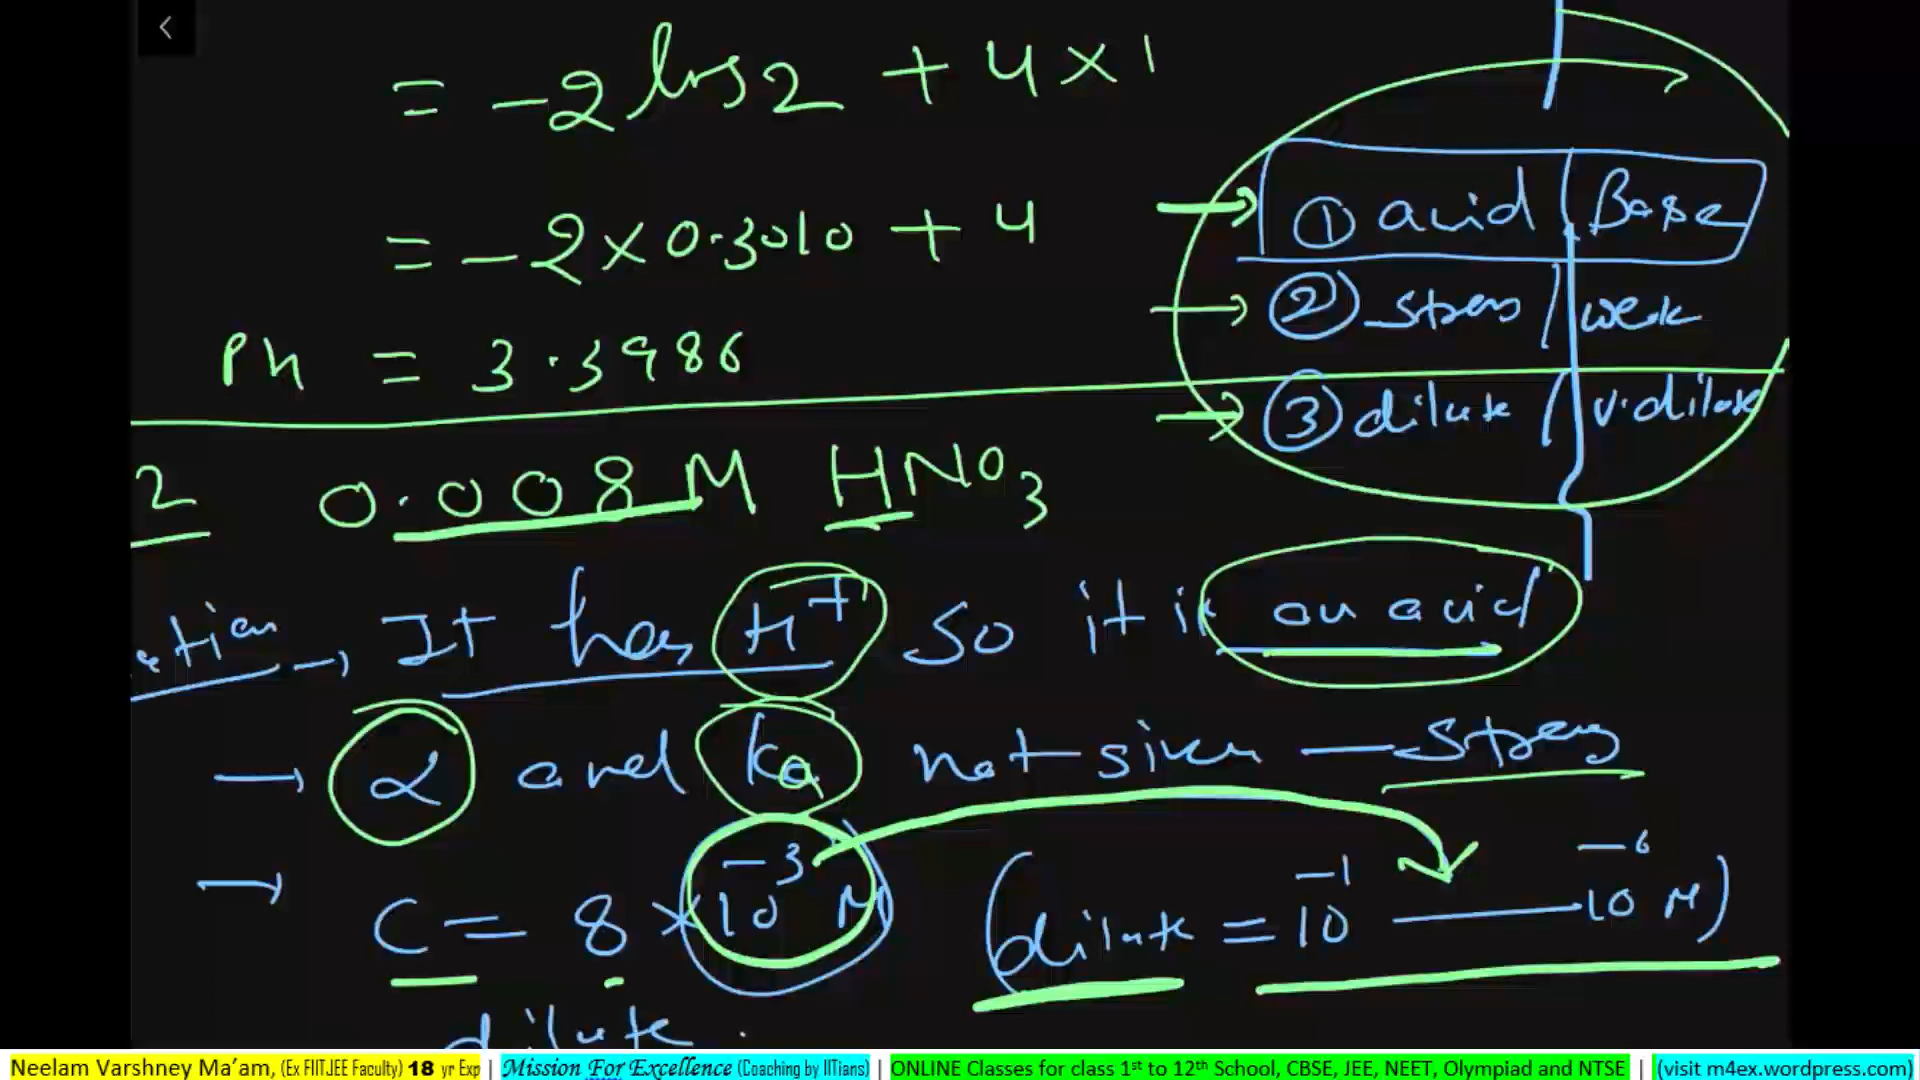 = -2 log 2 + 4 × 1
= -2 × 0.3010 + 4
PH = 3.3986
① acid / Base
② strong / weak
③ dilute / v.dilute
2 0.008 M HNO3
ation → It has H+ so it is an acid
→ α and ka not given — strong
→ C = 8 × 10^-3 M (dilute = 10^-1 — 10^-6 M)
dilute.
Neelam Varshney Ma'am, (Ex FIITJEE Faculty) 18 yr Exp | Mission For Excellence (Coaching by IITians) | ONLINE Classes for class 1st to 12th School, CBSE, JEE, NEET, Olympiad and NTSE | (visit m4ex.wordpress.com)